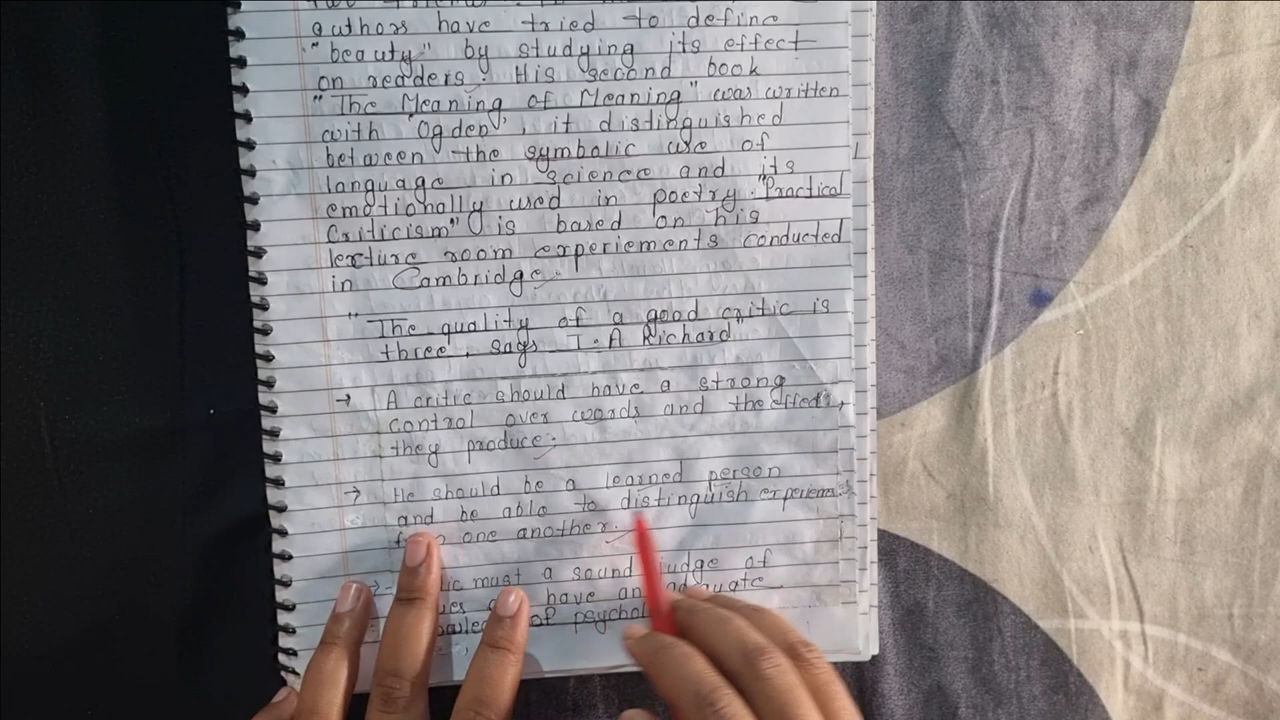 authors have tried to define
"beauty" by studying its effect
on readers. His second book
"The Meaning of Meaning" was written
with 'Ogden', it distinguished
between the symbolic use of
language in science and its
emotionally used in poetry. "Practical
Criticism" is based on his
lecture room experiements conducted
in Cambridge.
"The quality of a good critic is
three, says I. A Richard"
→ A critic should have a strong
control over words and the effects,
they produce.
→ He should be a learned person
and be able to distinguish
one another.
→ must a sound judge of
have an
of